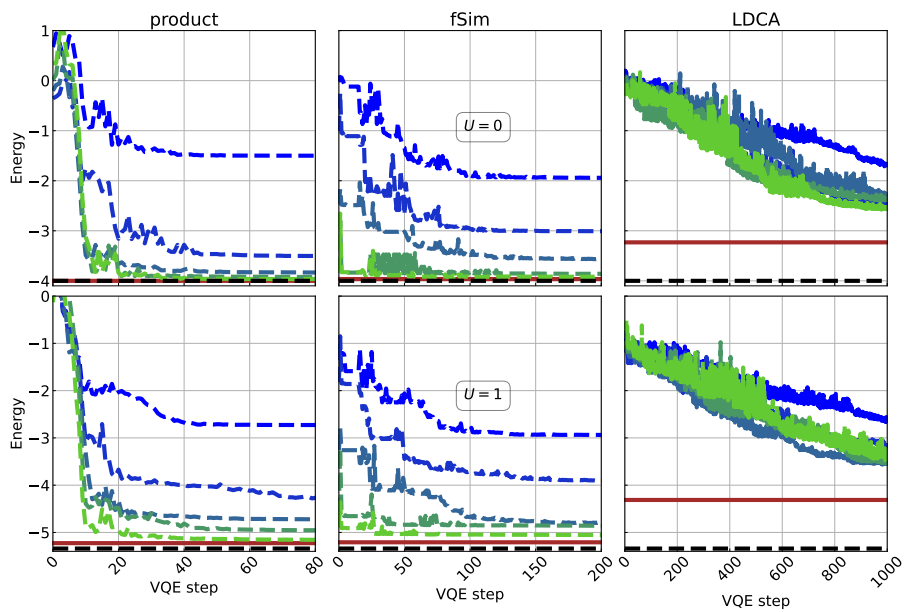 product fSim LDCA
1
0
−1
−2
−3
−4
Energy
U = 0
0
−1
−2
−3
−4
−5
Energy
U = 1
0 20 40 60 80
0 50 100 150 200
0 200 400 600 800 1000
VQE step VQE step VQE step